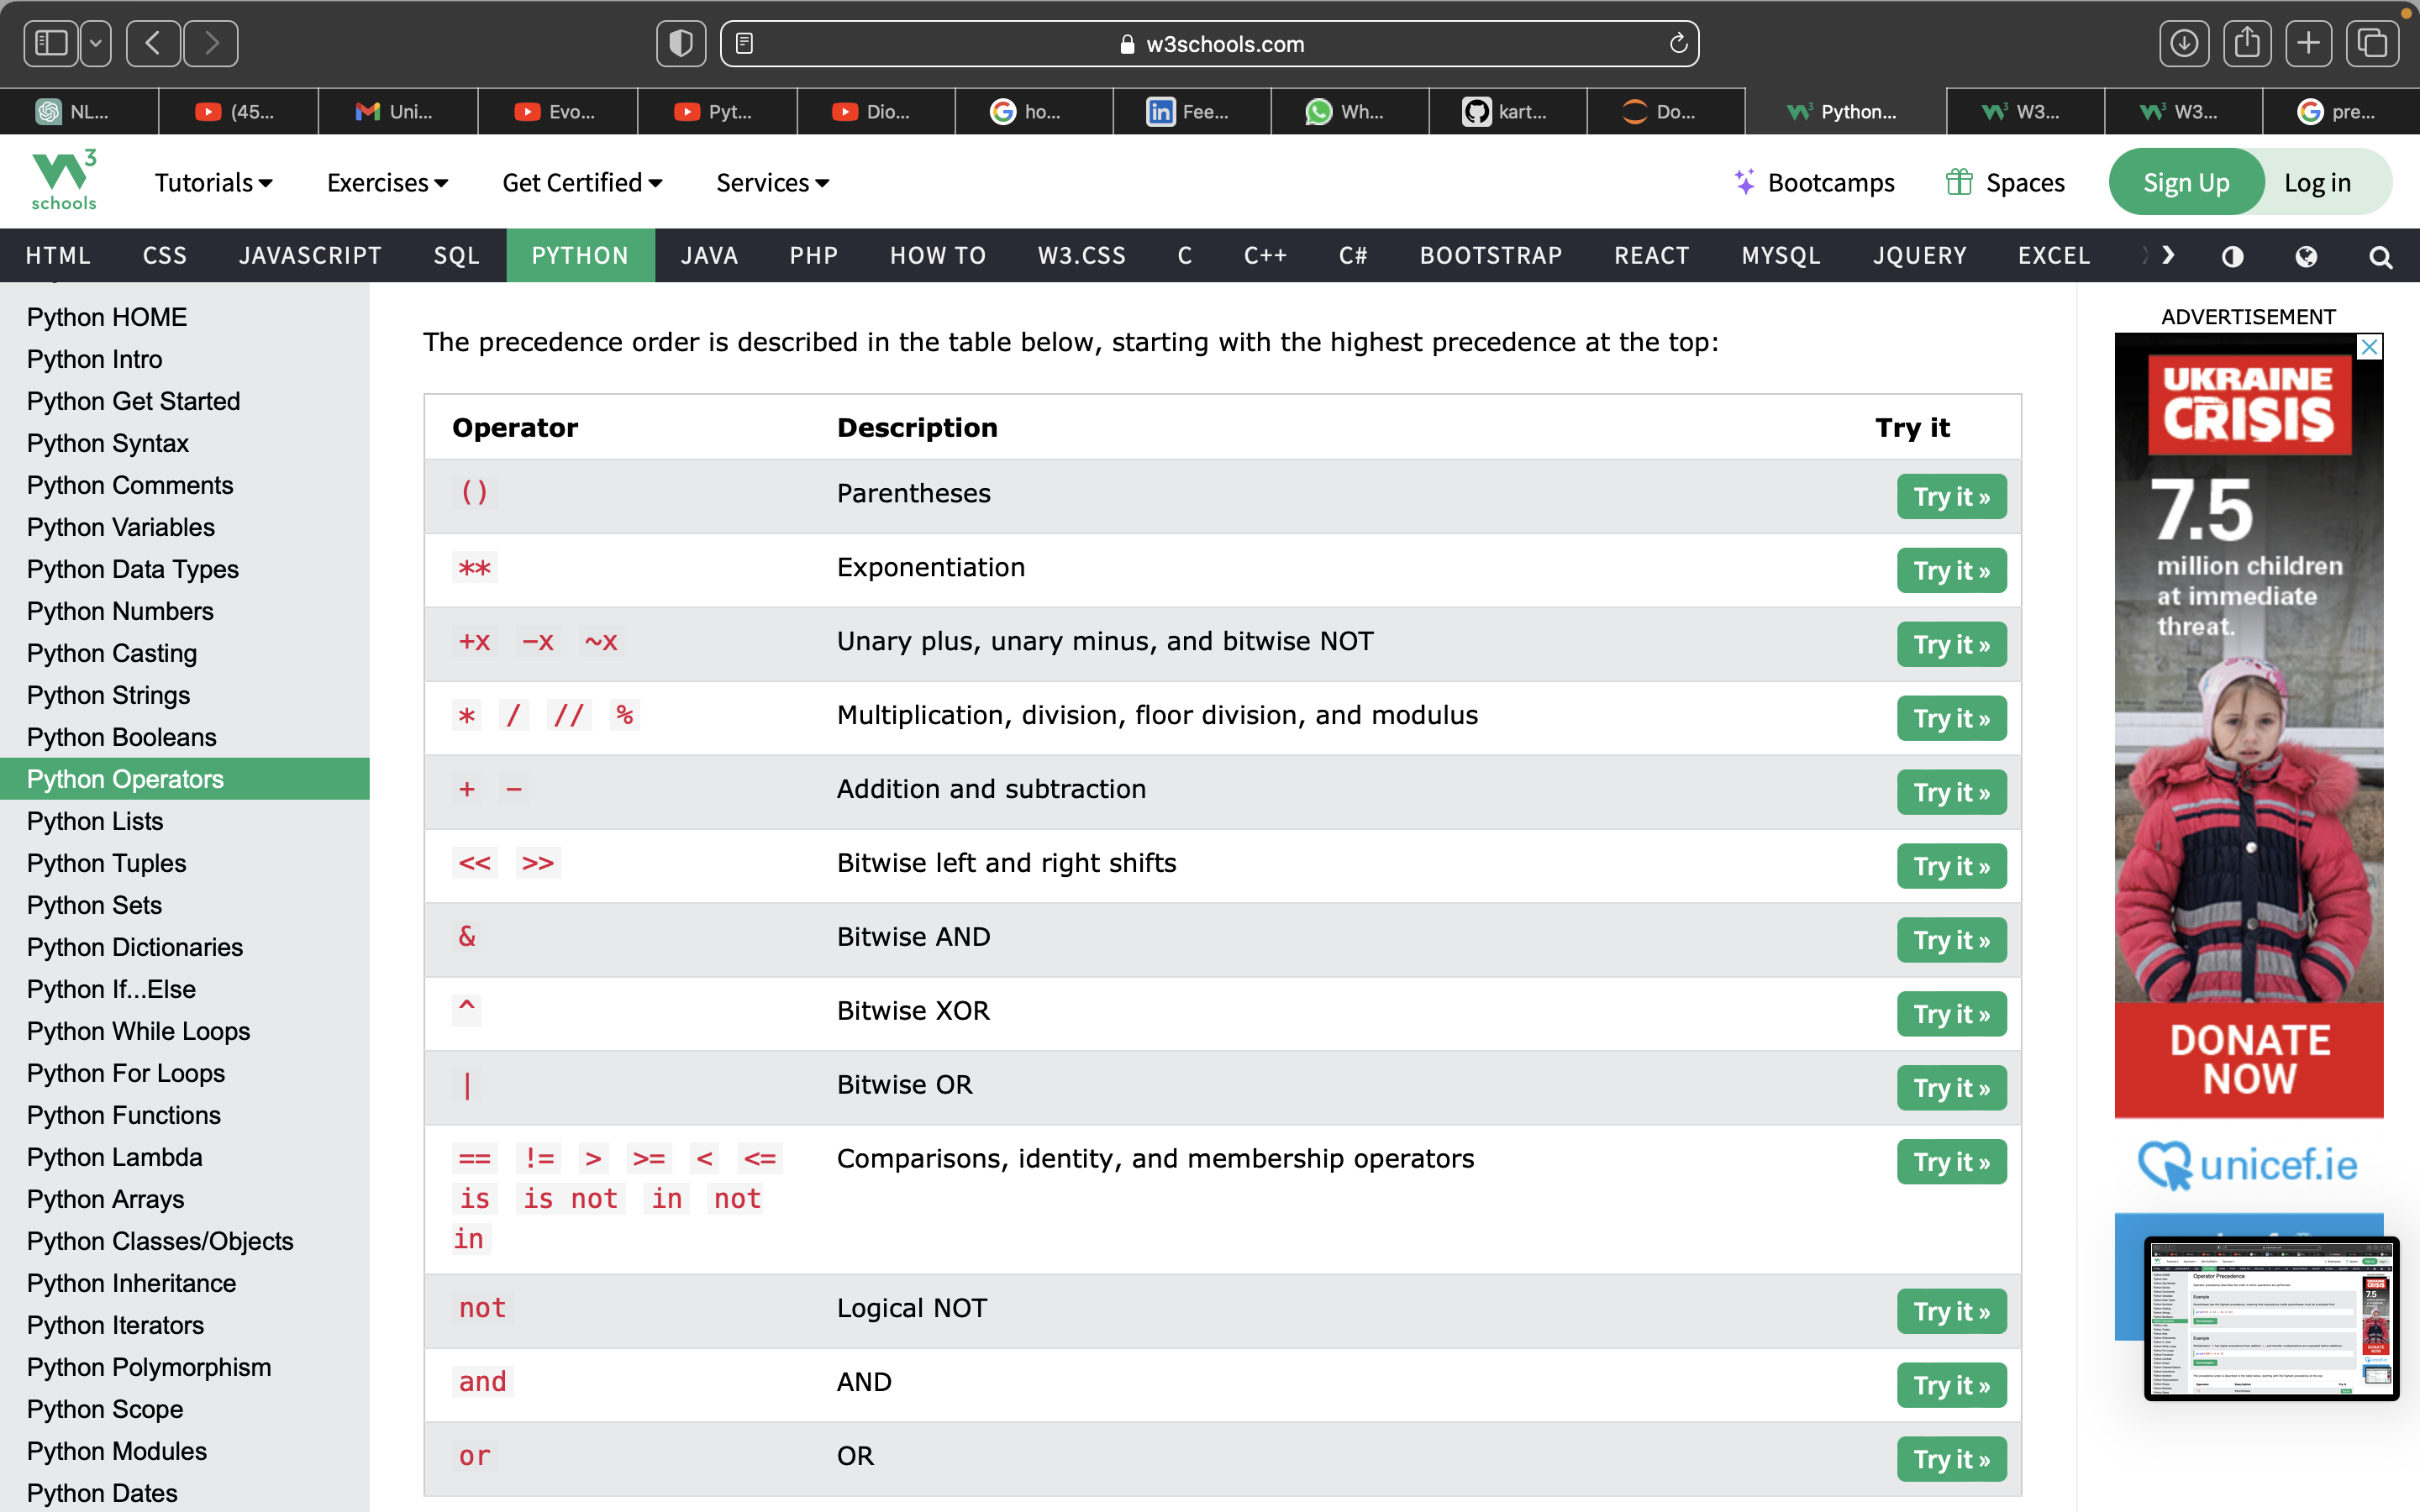 w3schools.com
NL...
(45...
Uni...
Evo...
Pyt...
Dio...
ho...
Fee...
Wh...
kart...
Do...
Python...
W3...
W3...
pre...
W3
schools
Tutorials
Exercises
Get Certified
Services
Bootcamps
Spaces
Sign Up
Log in
HTML
CSS
JAVASCRIPT
SQL
PYTHON
JAVA
PHP
HOW TO
W3.CSS
C
C++
C#
BOOTSTRAP
REACT
MYSQL
JQUERY
EXCEL
Python HOME
Python Intro
Python Get Started
Python Syntax
Python Comments
Python Variables
Python Data Types
Python Numbers
Python Casting
Python Strings
Python Booleans
Python Operators
Python Lists
Python Tuples
Python Sets
Python Dictionaries
Python If...Else
Python While Loops
Python For Loops
Python Functions
Python Lambda
Python Arrays
Python Classes/Objects
Python Inheritance
Python Iterators
Python Polymorphism
Python Scope
Python Modules
Python Dates
The precedence order is described in the table below, starting with the highest precedence at the top:
Operator Description Try it
() Parentheses Try it »
** Exponentiation Try it »
+x -x ~x Unary plus, unary minus, and bitwise NOT Try it »
* / // % Multiplication, division, floor division, and modulus Try it »
+ - Addition and subtraction Try it »
<< >> Bitwise left and right shifts Try it »
& Bitwise AND Try it »
^ Bitwise XOR Try it »
| Bitwise OR Try it »
== != > >= < <= Comparisons, identity, and membership operators Try it »
is is not in not
in
not Logical NOT Try it »
and AND Try it »
or OR Try it »
ADVERTISEMENT
UKRAINE
CRISIS
7.5
million children
at immediate
threat.
DONATE
NOW
unicef.ie
Operator Precedence